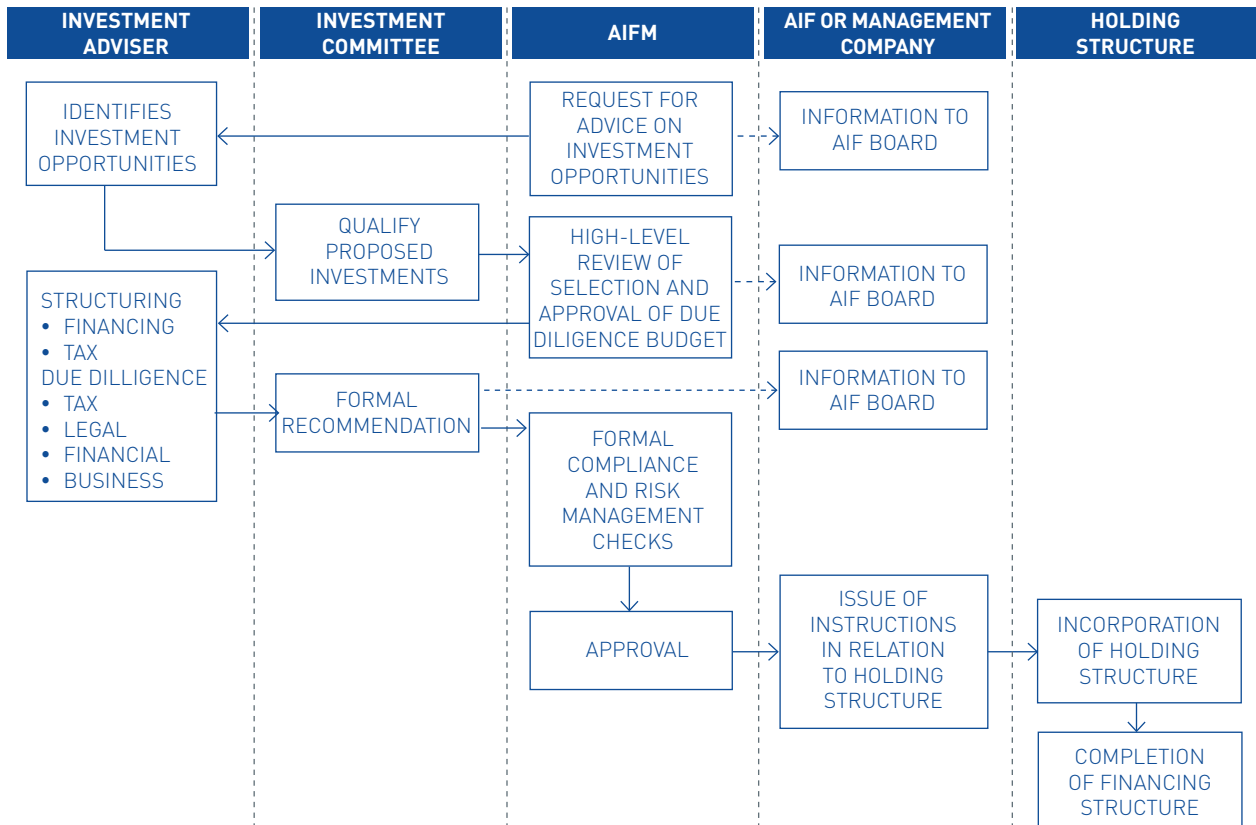 INVESTMENT
ADVISER
INVESTMENT
COMMITTEE
AIFM
AIF OR MANAGEMENT
COMPANY
HOLDING
STRUCTURE
IDENTIFIES
INVESTMENT
OPPORTUNITIES
REQUEST FOR
ADVICE ON
INVESTMENT
OPPORTUNITIES
INFORMATION TO
AIF BOARD
QUALIFY
PROPOSED
INVESTMENTS
HIGH-LEVEL
REVIEW OF
SELECTION AND
APPROVAL OF DUE
DILIGENCE BUDGET
INFORMATION TO
AIF BOARD
STRUCTURING
• FINANCING
• TAX
DUE DILLIGENCE
• TAX
• LEGAL
• FINANCIAL
• BUSINESS
FORMAL
RECOMMENDATION
INFORMATION TO
AIF BOARD
FORMAL
COMPLIANCE
AND RISK
MANAGEMENT
CHECKS
APPROVAL
ISSUE OF
INSTRUCTIONS
IN RELATION
TO HOLDING
STRUCTURE
INCORPORATION
OF HOLDING
STRUCTURE
COMPLETION
OF FINANCING
STRUCTURE